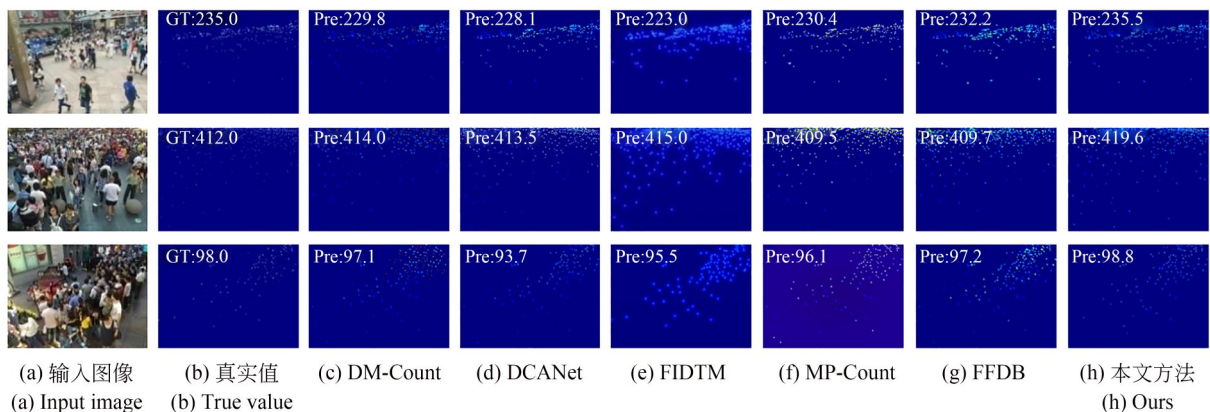 GT:235.0 Pre:229.8 Pre:228.1 Pre:223.0 Pre:230.4 Pre:232.2 Pre:235.5
GT:412.0 Pre:414.0 Pre:413.5 Pre:415.0 Pre:409.5 Pre:409.7 Pre:419.6
GT:98.0 Pre:97.1 Pre:93.7 Pre:95.5 Pre:96.1 Pre:97.2 Pre:98.8
(a) 输入图像 (b) 真实值 (c) DM-Count (d) DCANet (e) FIDTM (f) MP-Count (g) FFDB (h) 本文方法
(a) Input image (b) True value (h) Ours